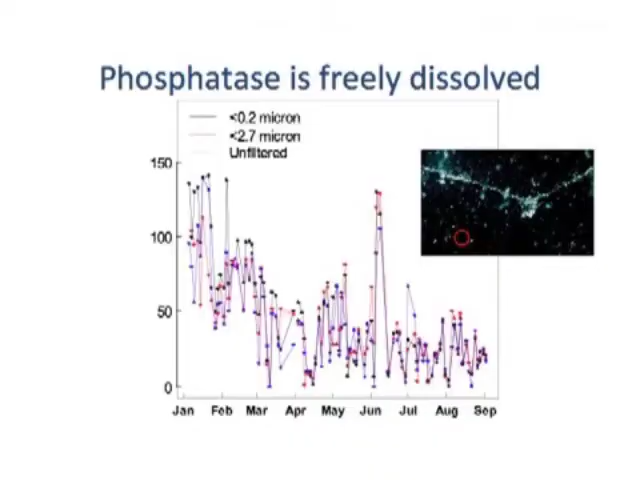 Phosphatase is freely dissolved
<0.2 micron
<2.7 micron
Unfiltered
150
100
50
0
Jan Feb Mar Apr May Jun Jul Aug Sep